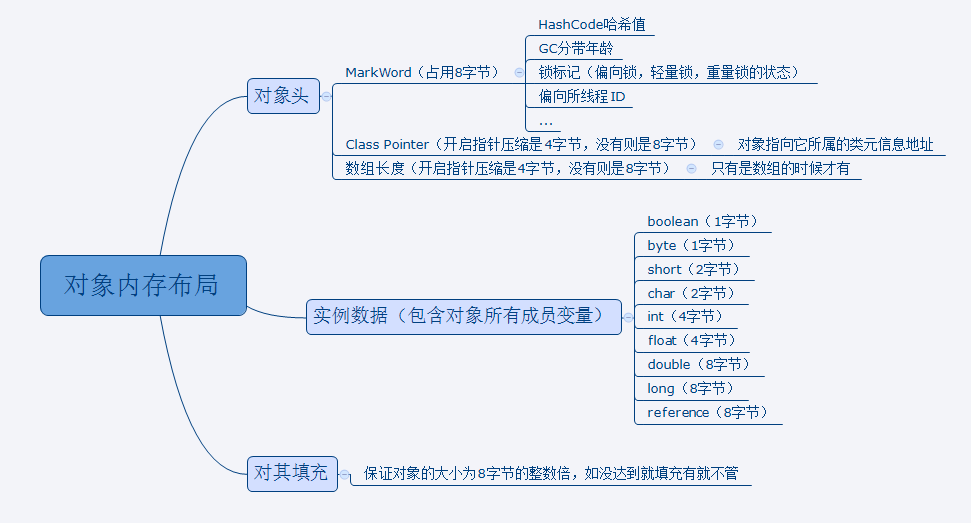 对象内存布局
对象头
MarkWord（占用8字节）
HashCode哈希值
GC分带年龄
锁标记（偏向锁，轻量锁，重量锁的状态）
偏向所线程 ID
...
Class Pointer（开启指针压缩是4字节，没有则是8字节）
对象指向它所属的类元信息地址
数组长度（开启指针压缩是4字节，没有则是8字节）
只有是数组的时候才有
实例数据（包含对象所有成员变量）
boolean（1字节）
byte（1字节）
short（2字节）
char（2字节）
int（4字节）
float（4字节）
double（8字节）
long（8字节）
reference（8字节）
对其填充
保证对象的大小为8字节的整数倍，如没达到就填充有就不管